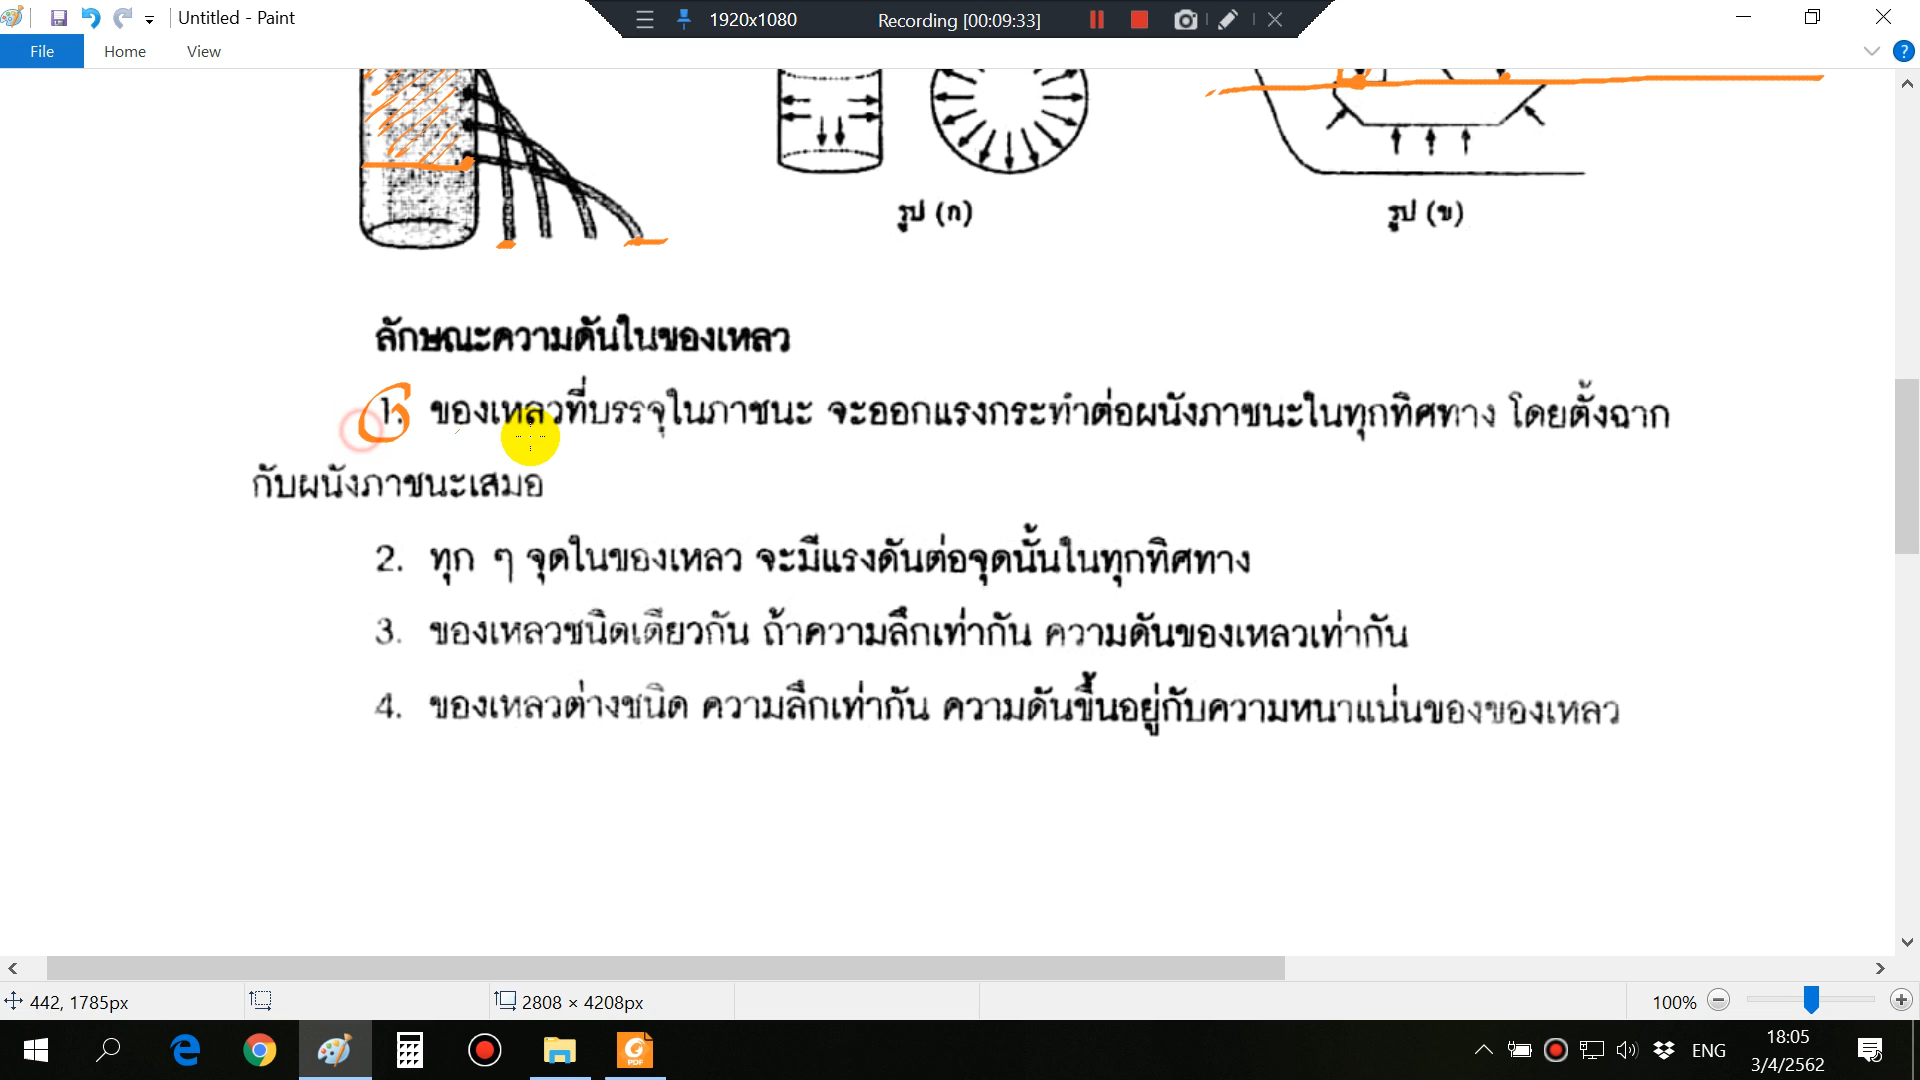 Untitled - Paint
1920x1080
Recording [00:09:33]
File
Home
View
รูป (ก)
รูป (ข)
ลักษณะความดันในของเหลว
1. ของเหลวที่บรรจุในภาชนะ จะออกแรงกระทำต่อผนังภาชนะในทุกทิศทาง โดยตั้งฉาก
กับผนังภาชนะเสมอ
2. ทุก ๆ จุดในของเหลว จะมีแรงดันต่อจุดนั้นในทุกทิศทาง
3. ของเหลวชนิดเดียวกัน ถ้าความลึกเท่ากัน ความดันของเหลวเท่ากัน
4. ของเหลวต่างชนิด ความลึกเท่ากัน ความดันขึ้นอยู่กับความหนาแน่นของของเหลว
442, 1785px
2808 × 4208px
100%
PDF
ENG
18:05
3/4/2562